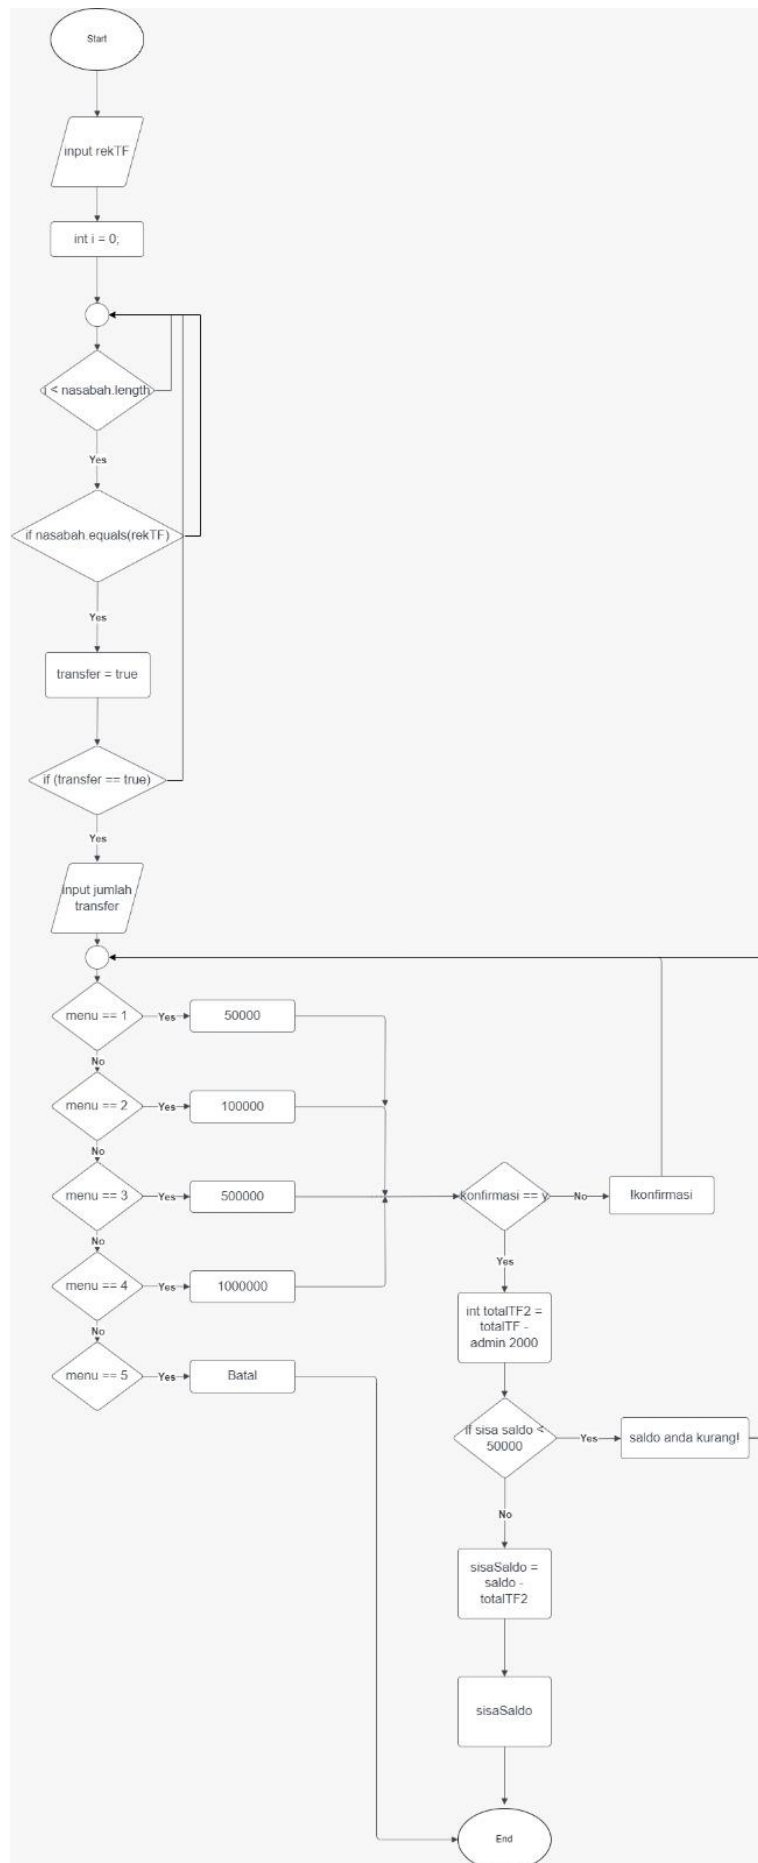 Start
input rekTF
int i = 0;
i < nasabah.length
Yes
if nasabah.equals(rekTF)
Yes
transfer = true
if (transfer == true)
Yes
input jumlah
transfer
menu == 1
Yes
50000
No
menu == 2
Yes
100000
No
menu == 3
Yes
500000
konfirmasi == y
No
!konfirmasi
No
Yes
menu == 4
Yes
1000000
int totalTF2 =
totalTF -
admin 2000
No
menu == 5
Yes
Batal
if sisa saldo <
50000
Yes
saldo anda kurang!
No
sisaSaldo =
saldo -
totalTF2
sisaSaldo
End